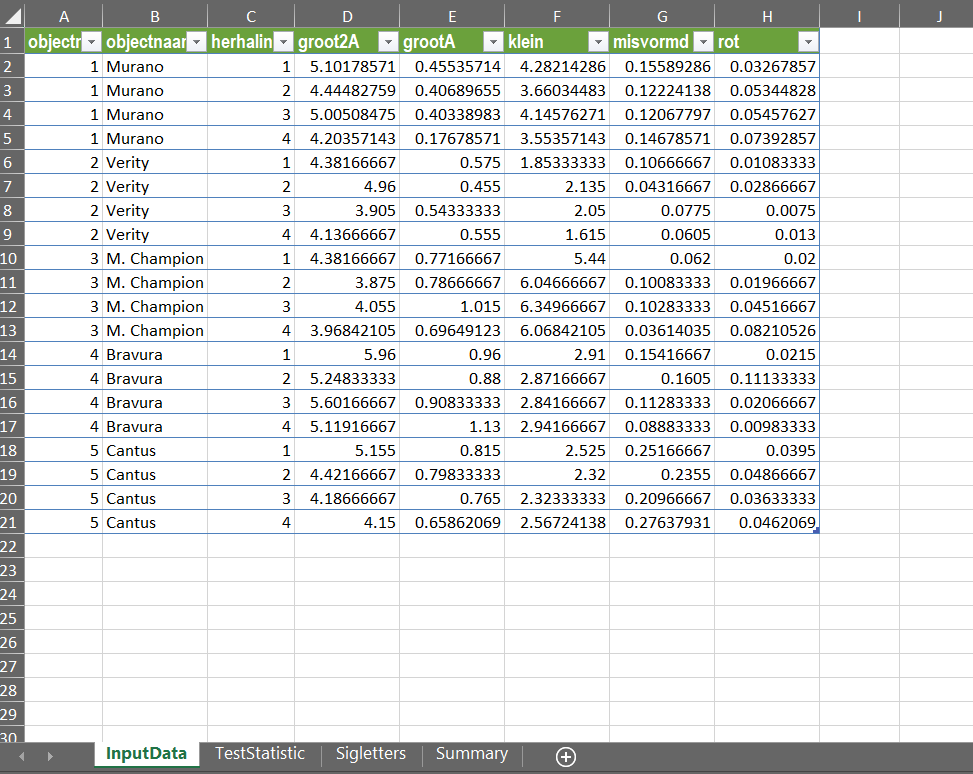 A B C D E F G H I J
1 objectr objectnaar herhalin groot2A grootA klein misvormd rot
2 1 Murano 1 5.10178571 0.45535714 4.28214286 0.15589286 0.03267857
3 1 Murano 2 4.44482759 0.40689655 3.66034483 0.12224138 0.05344828
4 1 Murano 3 5.00508475 0.40338983 4.14576271 0.12067797 0.05457627
5 1 Murano 4 4.20357143 0.17678571 3.55357143 0.14678571 0.07392857
6 2 Verity 1 4.38166667 0.575 1.85333333 0.10666667 0.01083333
7 2 Verity 2 4.96 0.455 2.135 0.04316667 0.02866667
8 2 Verity 3 3.905 0.54333333 2.05 0.0775 0.0075
9 2 Verity 4 4.13666667 0.555 1.615 0.0605 0.013
10 3 M. Champion 1 4.38166667 0.77166667 5.44 0.062 0.02
11 3 M. Champion 2 3.875 0.78666667 6.04666667 0.10083333 0.01966667
12 3 M. Champion 3 4.055 1.015 6.34966667 0.10283333 0.04516667
13 3 M. Champion 4 3.96842105 0.69649123 6.06842105 0.03614035 0.08210526
14 4 Bravura 1 5.96 0.96 2.91 0.15416667 0.0215
15 4 Bravura 2 5.24833333 0.88 2.87166667 0.1605 0.11133333
16 4 Bravura 3 5.60166667 0.90833333 2.84166667 0.11283333 0.02066667
17 4 Bravura 4 5.11916667 1.13 2.94166667 0.08883333 0.00983333
18 5 Cantus 1 5.155 0.815 2.525 0.25166667 0.0395
19 5 Cantus 2 4.42166667 0.79833333 2.32 0.2355 0.04866667
20 5 Cantus 3 4.18666667 0.765 2.32333333 0.20966667 0.03633333
21 5 Cantus 4 4.15 0.65862069 2.56724138 0.27637931 0.0462069
22
23
24
25
26
27
28
29
30
InputData TestStatistic Sigletters Summary